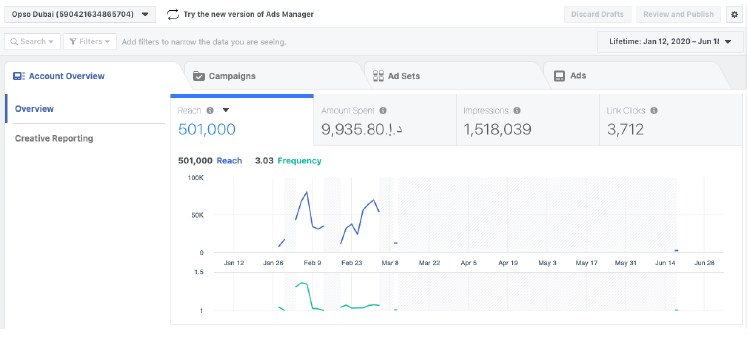 Opso Dubai (590421634865704)
Try the new version of Ads Manager
Discard Drafts
Review and Publish
Search
Filters
Add filters to narrow the data you are seeing.
Lifetime: Jan 12, 2020 – Jun
Account Overview
Campaigns
Ad Sets
Ads
Overview
Creative Reporting
Reach
501,000
Amount Spent
9,935.80د.إ.
Impressions
1,518,039
Link Clicks
3,712
501,000 Reach 3.03 Frequency
100K
50K
0
Jan 12 Jan 26 Feb 9 Feb 23 Mar 8 Mar 22 Apr 5 Apr 19 May 3 May 17 May 31 Jun 14 Jun 28
1.5
1